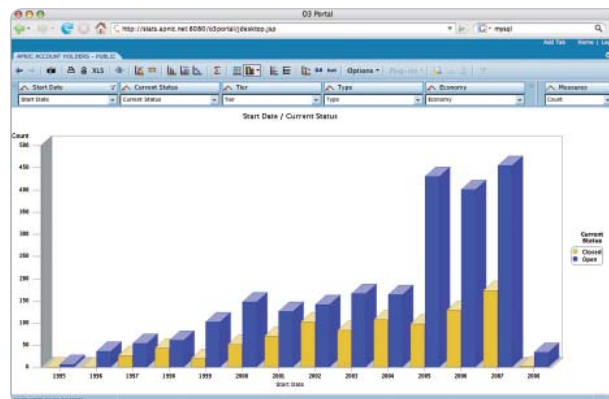 O3 Portal
http://stats.apnic.net:8080/o3portal/jdesktop.jsp
mysql
Add Tab Home
APNIC ACCOUNT HOLDERS - PUBLIC
XLS Options
Start Date Current Status Tier Type Economy Measures
Start Date Current Status Tier Type Economy Count
Start Date / Current Status
Count
500
450
400
350
300
250
200
150
100
50
0
Current
Status
Closed
Open
1995 1996 1997 1998 1999 2000 2001 2002 2003 2004 2005 2006 2007 2008
Start Date